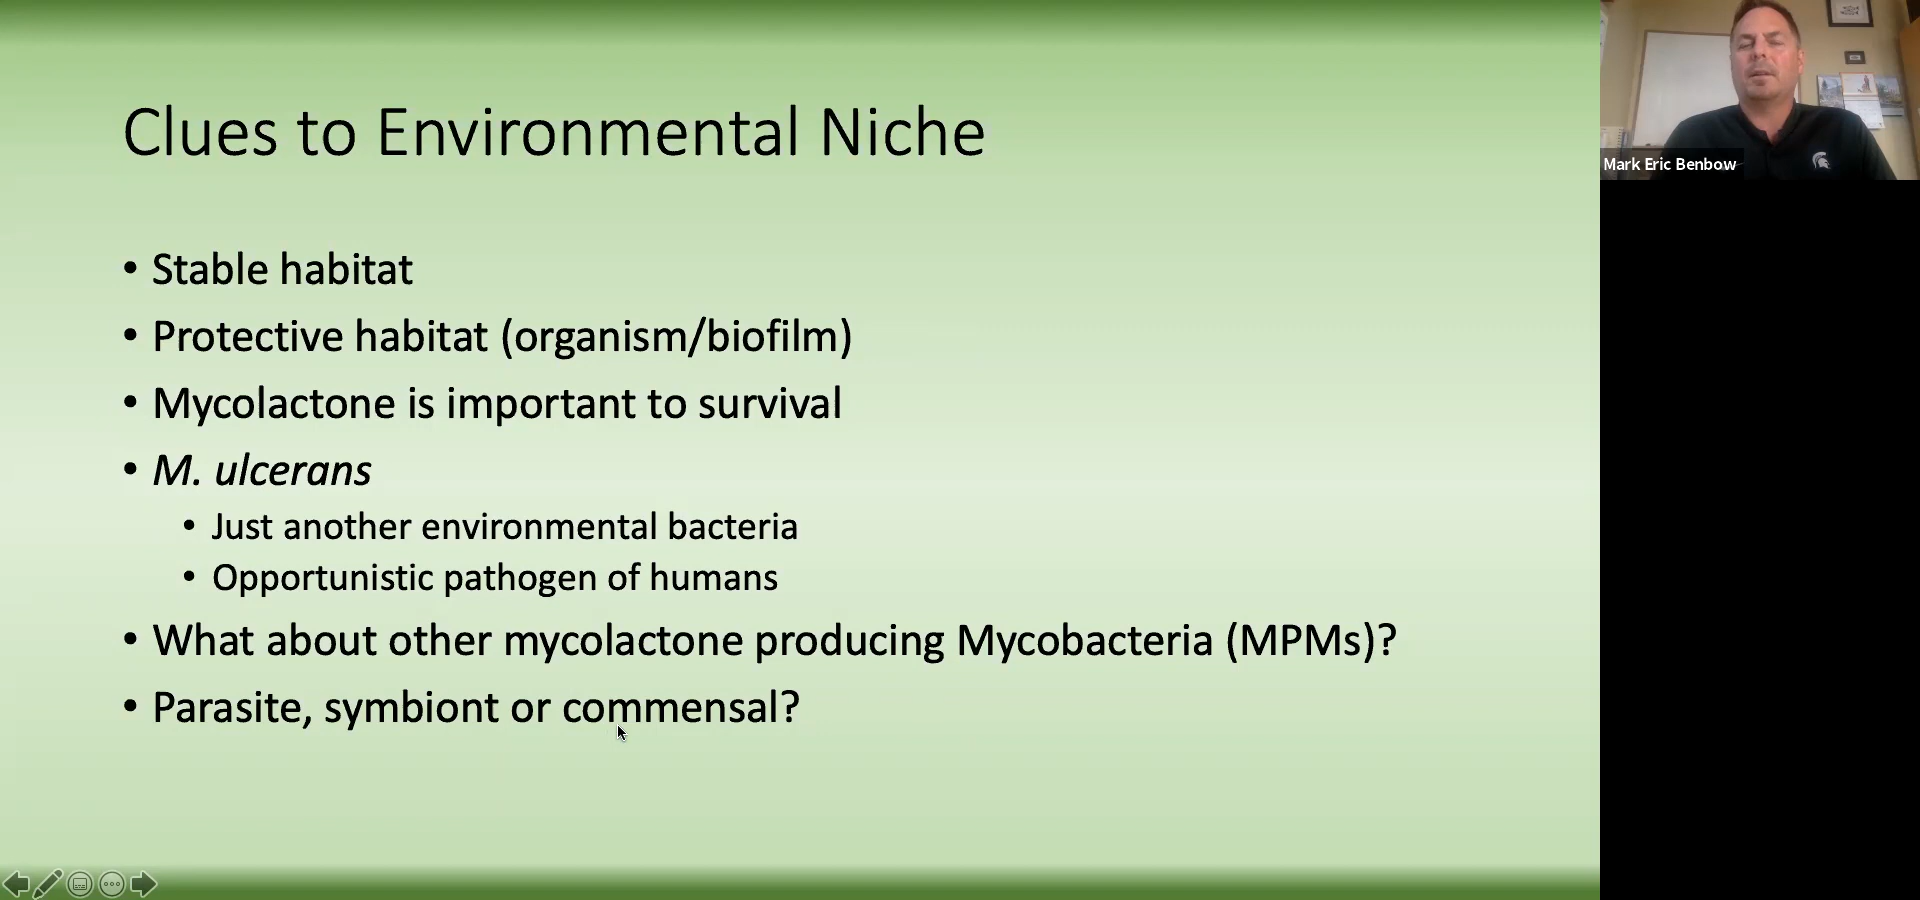 Clues to Environmental Niche
• Stable habitat
• Protective habitat (organism/biofilm)
• Mycolactone is important to survival
• M. ulcerans
• Just another environmental bacteria
• Opportunistic pathogen of humans
• What about other mycolactone producing Mycobacteria (MPMs)?
• Parasite, symbiont or commensal?
Mark Eric Benbow